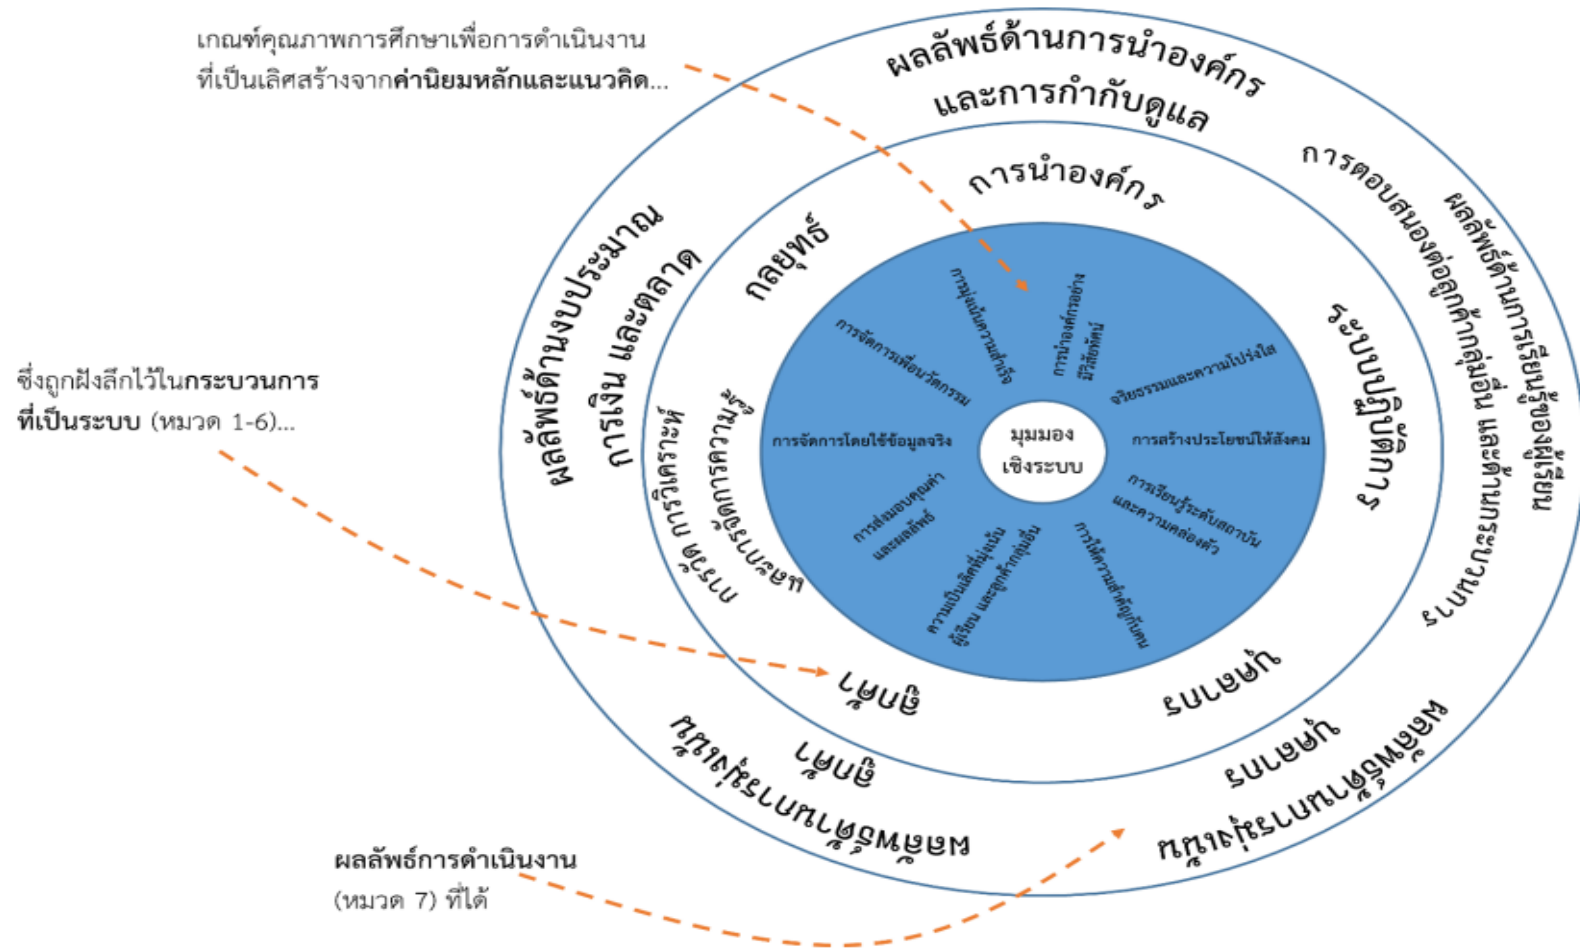 เกณฑ์คุณภาพการศึกษาเพื่อการดำเนินงาน
ที่เป็นเลิศสร้างจากค่านิยมหลักและแนวคิด...
ซึ่งถูกฝังลึกไว้ในกระบวนการ
ที่เป็นระบบ (หมวด 1-6)...
ผลลัพธ์การดำเนินงาน
(หมวด 7) ที่ได้
ผลลัพธ์ด้านการนำองค์กร
และการกำกับดูแล
ผลลัพธ์ด้านการเรียนรู้ของผู้เรียน
การตอบสนองต่อลูกค้ากลุ่มอื่น และด้านกระบวนการ
ผลลัพธ์ด้านการมุ่งเน้น
บุคลากร
ผลลัพธ์ด้านการมุ่งเน้น
ลูกค้า
ผลลัพธ์ด้านงบประมาณ
การเงิน และตลาด
การนำองค์กร
ระบบปฏิบัติการ
บุคลากร
ลูกค้า
การวัด การวิเคราะห์
และการจัดการความรู้
กลยุทธ์
การนำองค์กรอย่าง
มีวิสัยทัศน์
จริยธรรมและความโปร่งใส
การสร้างประโยชน์ให้สังคม
การเรียนรู้ระดับสถาบัน
และความคล่องตัว
การให้ความสำคัญกับคน
ความเป็นเลิศที่มุ่งเน้น
ผู้เรียน และลูกค้ากลุ่มอื่น
การส่งมอบคุณค่า
และผลลัพธ์
การจัดการโดยใช้ข้อมูลจริง
การจัดการเพื่อนวัตกรรม
การมุ่งเน้นความสำเร็จ
มุมมอง
เชิงระบบ